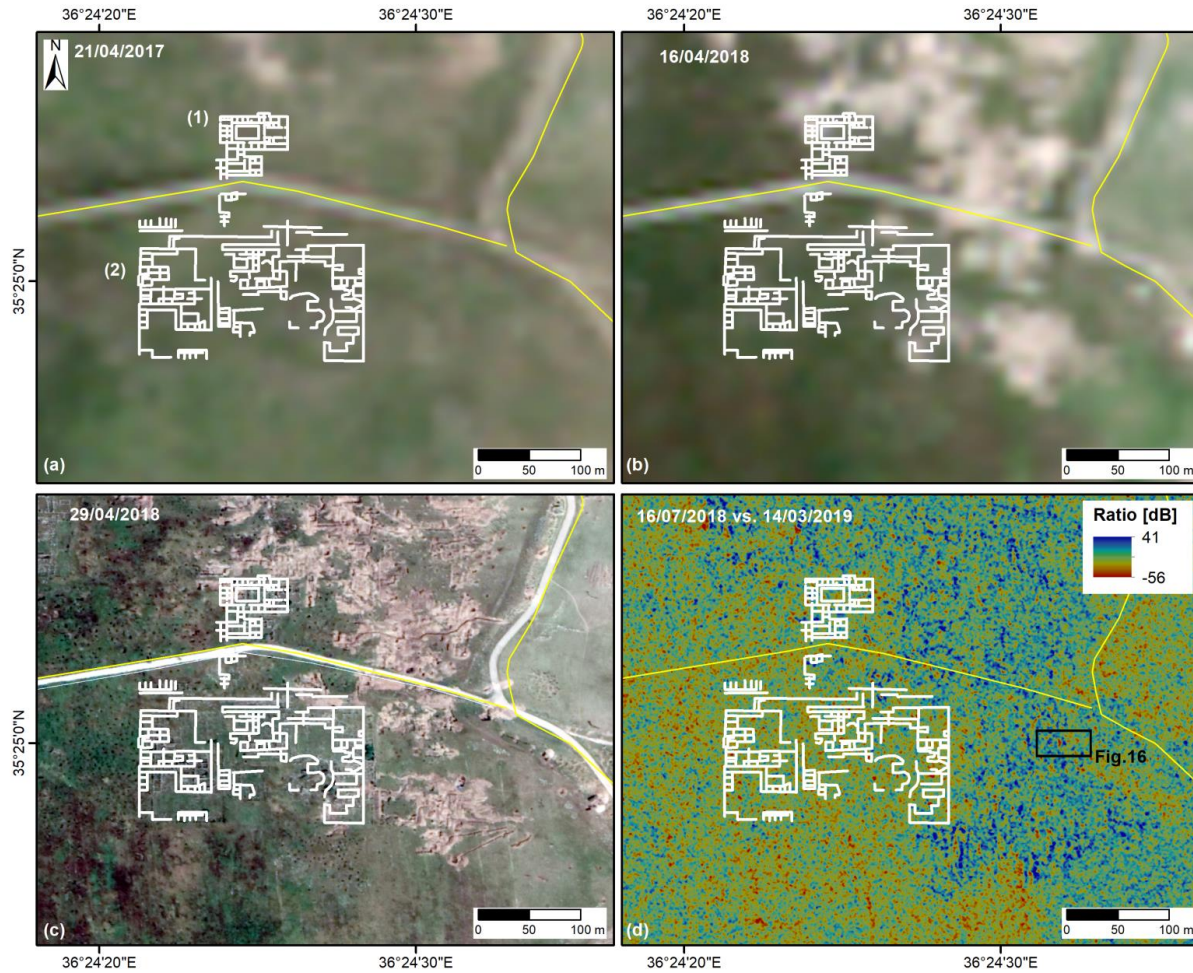 36°24'20"E
36°24'30"E
36°24'20"E
36°24'30"E
N
21/04/2017
16/04/2018
(1)
(2)
35°25'0"N
(a)
0 50 100 m
(b)
0 50 100 m
29/04/2018
16/07/2018 vs. 14/03/2019
Ratio [dB]
41
-56
35°25'0"N
Fig.16
(c)
0 50 100 m
(d)
0 50 100 m
36°24'20"E
36°24'30"E
36°24'20"E
36°24'30"E